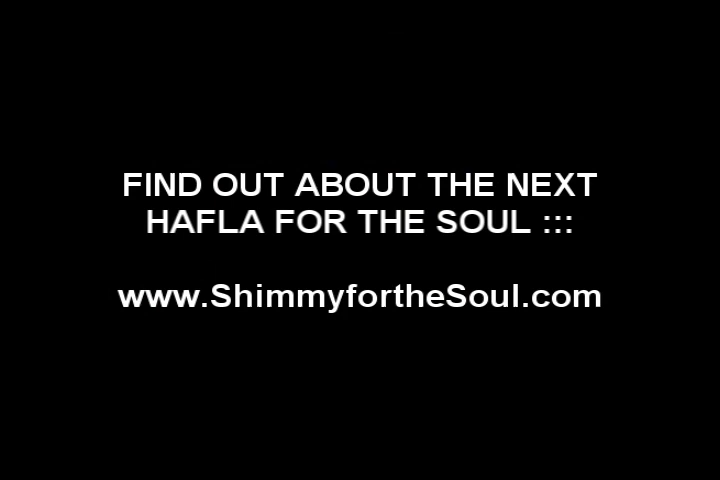 FIND OUT ABOUT THE NEXT
HAFLA FOR THE SOUL :::
www.ShimmyfortheSoul.com